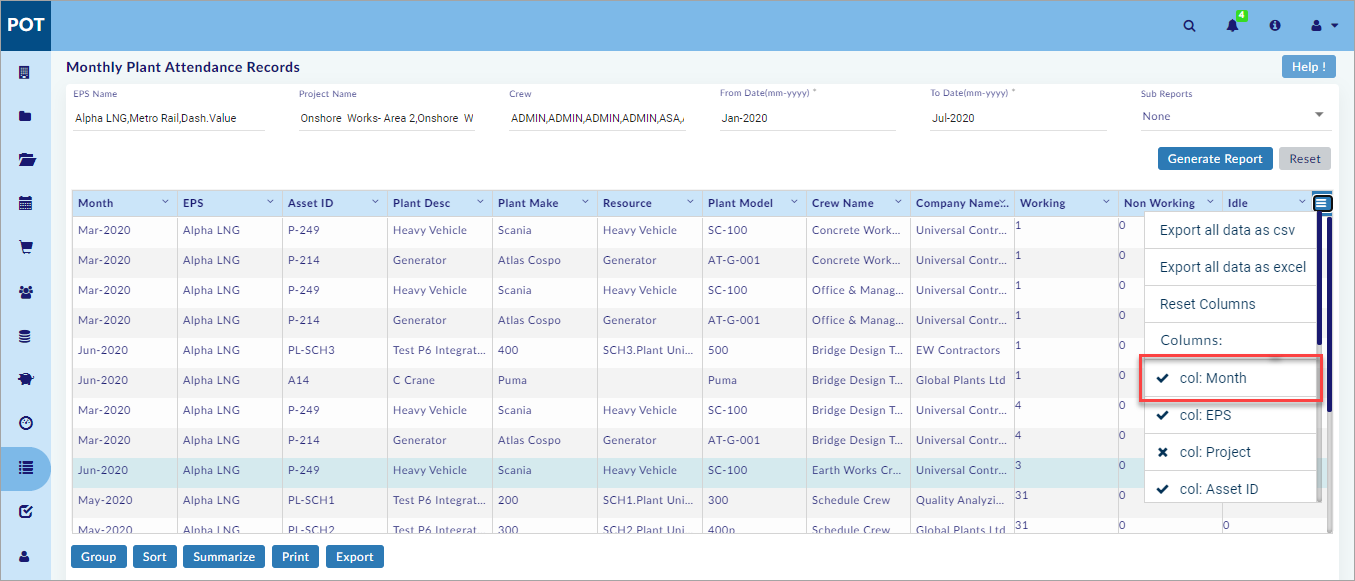 POT
4
Monthly Plant Attendance Records
Help !
EPS Name Project Name Crew From Date(mm-yyyy) * To Date(mm-yyyy) * Sub Reports
Alpha LNG,Metro Rail,Dash.Value Onshore Works- Area 2,Onshore W ADMIN,ADMIN,ADMIN,ADMIN,ASA, Jan-2020 Jul-2020 None
Generate Report Reset
Month EPS Asset ID Plant Desc Plant Make Resource Plant Model Crew Name Company Name... Working Non Working Idle
Mar-2020 Alpha LNG P-249 Heavy Vehicle Scania Heavy Vehicle SC-100 Concrete Work... Universal Contr... 1 0
Mar-2020 Alpha LNG P-214 Generator Atlas Cospo Generator AT-G-001 Concrete Work... Universal Contr... 1 0
Mar-2020 Alpha LNG P-249 Heavy Vehicle Scania Heavy Vehicle SC-100 Office & Manag... Universal Contr... 1 0
Mar-2020 Alpha LNG P-214 Generator Atlas Cospo Generator AT-G-001 Office & Manag... Universal Contr... 1 0
Jun-2020 Alpha LNG PL-SCH3 Test P6 Integrat... 400 SCH3.Plant Uni... 500 Bridge Design T... EW Contractors 1 0
Jun-2020 Alpha LNG A14 C Crane Puma Puma Bridge Design T... Global Plants Ltd 1 0
Mar-2020 Alpha LNG P-249 Heavy Vehicle Scania Heavy Vehicle SC-100 Bridge Design T... Universal Contr... 4 0
Mar-2020 Alpha LNG P-214 Generator Atlas Cospo Generator AT-G-001 Bridge Design T... Universal Contr... 4 0
Jun-2020 Alpha LNG P-249 Heavy Vehicle Scania Heavy Vehicle SC-100 Earth Works Cr... Universal Contr... 3 0
May-2020 Alpha LNG PL-SCH1 Test P6 Integrat... 200 SCH1.Plant Uni... 300 Schedule Crew Quality Analyzi... 31 0
May-2020 Alpha LNG PL-SCH2 Test P6 Integrat... 300 SCH2.Plant Uni... 400p Schedule Crew Global Plants Ltd 31 0 0
Export all data as csv
Export all data as excel
Reset Columns
Columns:
col: Month
col: EPS
col: Project
col: Asset ID
Group Sort Summarize Print Export